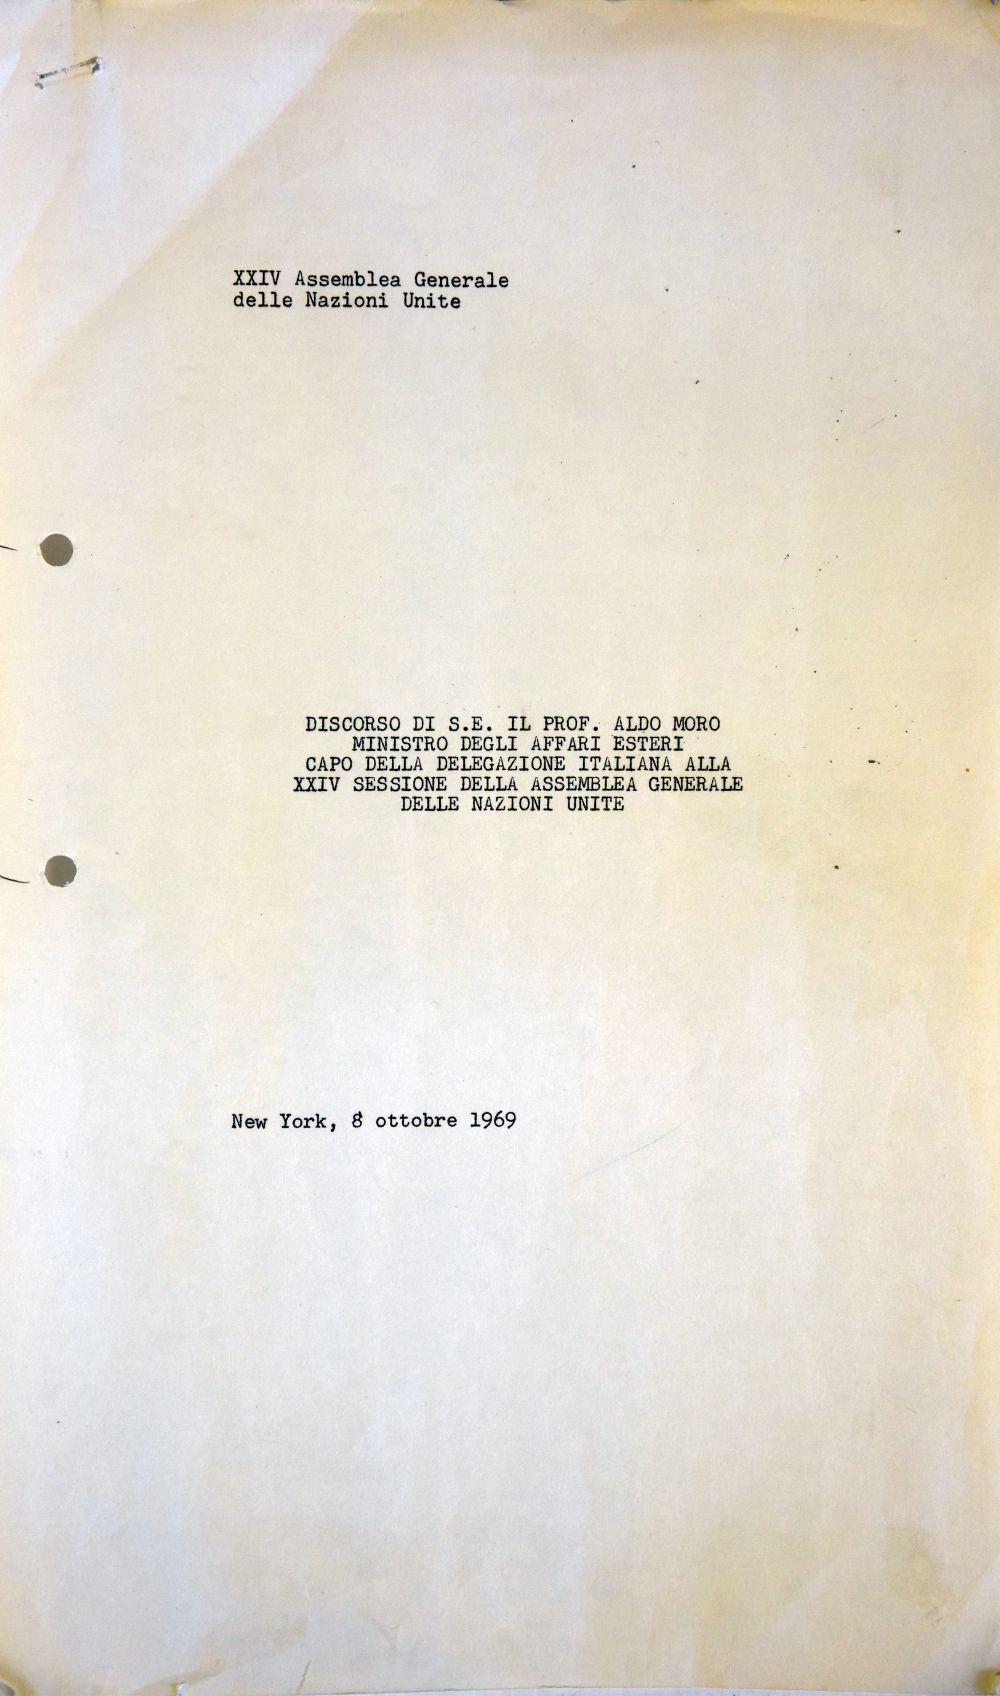 XXIV Assemblea Generale
delle Nazioni Unite
DISCORSO DI S.E. IL PROF. ALDO MORO
MINISTRO DEGLI AFFARI ESTERI
CAPO DELLA DELEGAZIONE ITALIANA ALLA
XXIV SESSIONE DELLA ASSEMBLEA GENERALE
DELLE NAZIONI UNITE
New York, 8 ottobre 1969